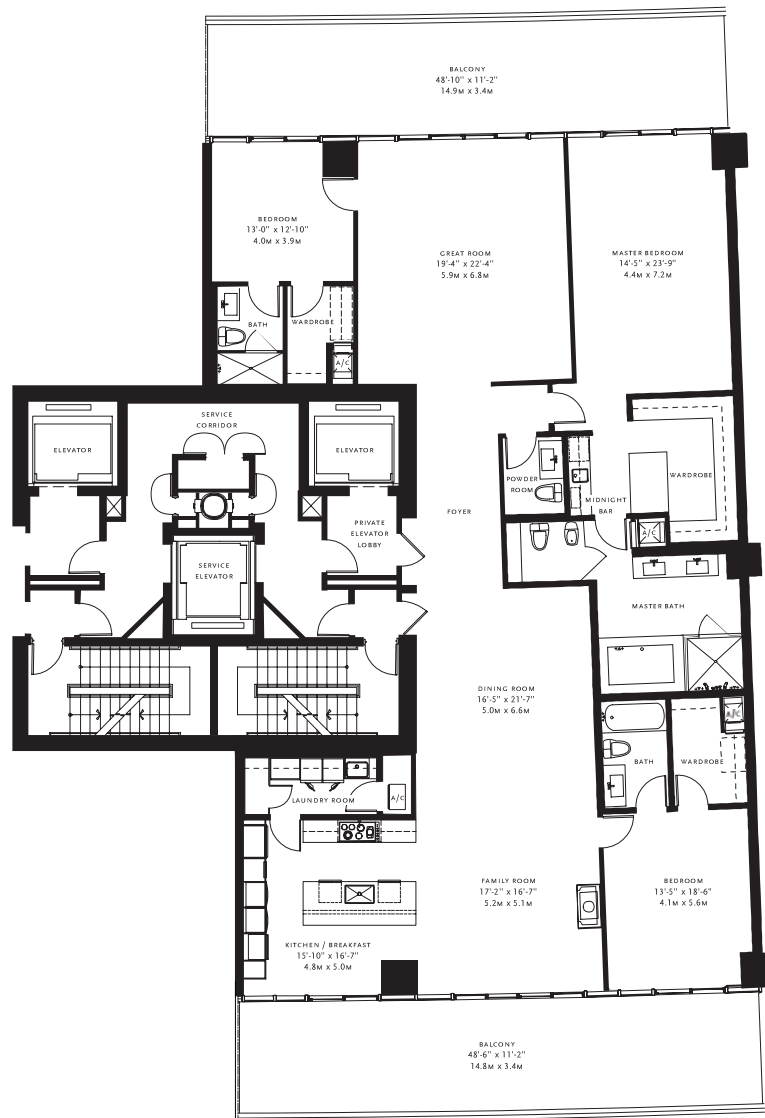 BALCONY
48'-10" x 11'-2"
14.9M x 3.4M
BEDROOM
13'-0" x 12'-10"
4.0M x 3.9M
GREAT ROOM
19'-4" x 22'-4"
5.9M x 6.8M
MASTER BEDROOM
14'-5" x 23'-9"
4.4M x 7.2M
BATH
WARDROBE
A/C
SERVICE
CORRIDOR
ELEVATOR
ELEVATOR
POWDER
ROOM
WARDROBE
MIDNIGHT
BAR
FOYER
PRIVATE
ELEVATOR
LOBBY
A/C
SERVICE
ELEVATOR
MASTER BATH
DINING ROOM
16'-5" x 21'-7"
5.0M x 6.6M
A/C
BATH
WARDROBE
LAUNDRY ROOM
A/C
FAMILY ROOM
17'-2" x 16'-7"
5.2M x 5.1M
BEDROOM
13'-5" x 18'-6"
4.1M x 5.6M
KITCHEN / BREAKFAST
15'-10" x 16'-7"
4.8M x 5.0M
BALCONY
48'-6" x 11'-2"
14.8M x 3.4M